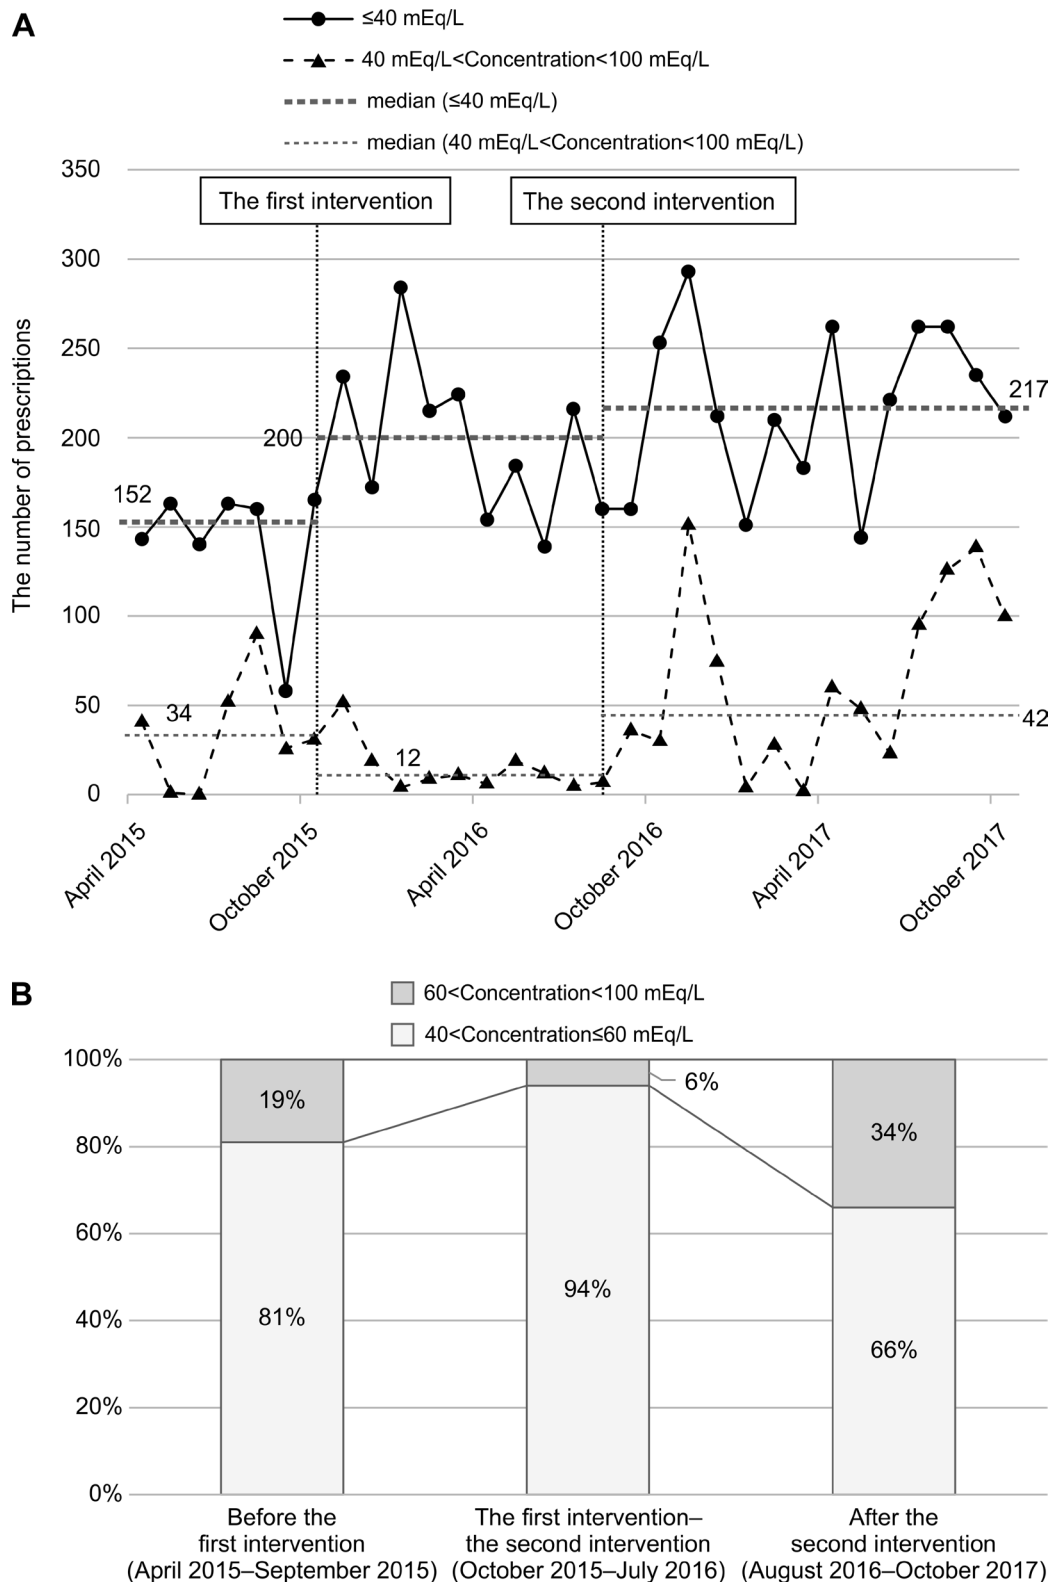 A
≤40 mEq/L
40 mEq/L<Concentration<100 mEq/L
median (≤40 mEq/L)
median (40 mEq/L<Concentration<100 mEq/L)
The number of prescriptions
350
300
250
200
150
100
50
0
The first intervention
The second intervention
152
200
217
34
12
42
April 2015
October 2015
April 2016
October 2016
April 2017
October 2017
B
60<Concentration<100 mEq/L
40<Concentration≤60 mEq/L
100%
80%
60%
40%
20%
0%
19%
81%
6%
94%
34%
66%
Before the
first intervention
(April 2015–September 2015)
The first intervention–
the second intervention
(October 2015–July 2016)
After the
second intervention
(August 2016–October 2017)